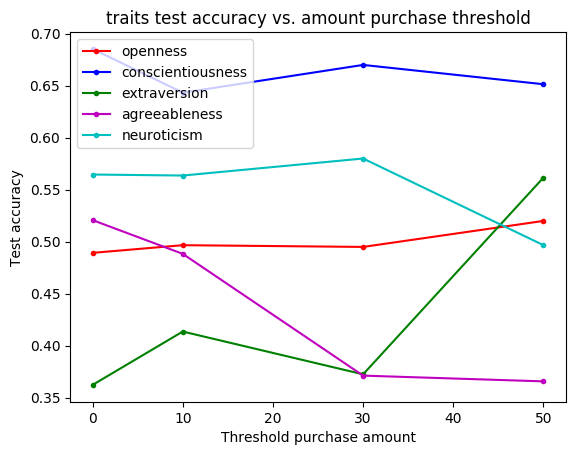 traits test accuracy vs. amount purchase threshold
0.70
0.65
0.60
0.55
0.50
0.45
0.40
0.35
Test accuracy
openness
conscientiousness
extraversion
agreeableness
neuroticism
0 10 20 30 40 50
Threshold purchase amount